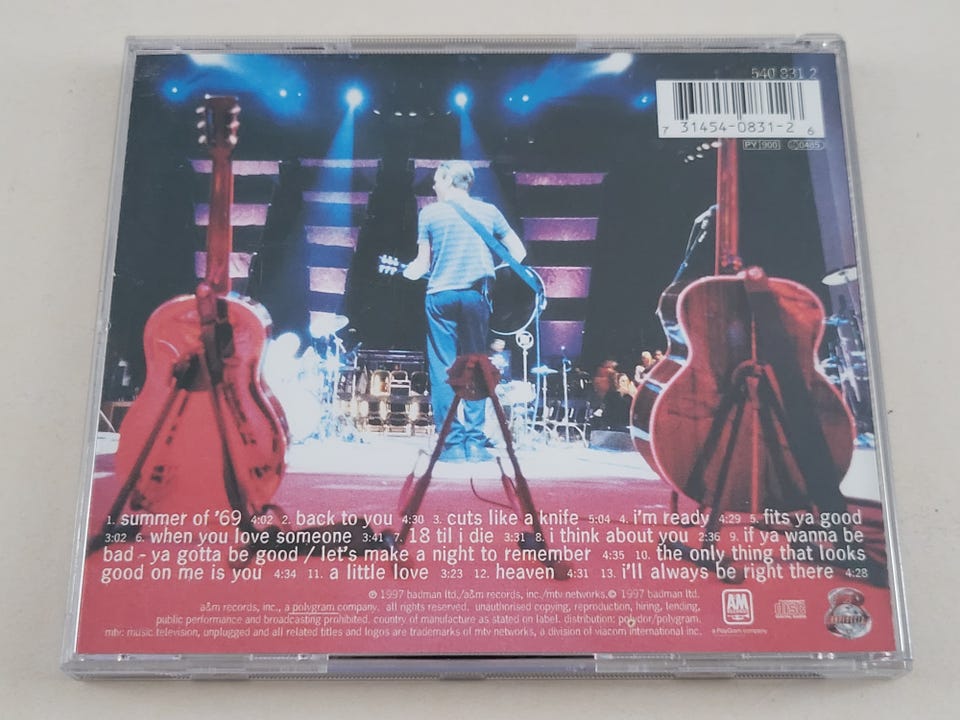 540 831 2
7 31454-0831-2 6
PY 900 0485
1. summer of '69 4:02 2. back to you 4:30 3. cuts like a knife 5:04 4. i'm ready 4:29 5. fits ya good
3:02 6. when you love someone 3:41 7. 18 til i die 3:31 8. i think about you 2:36 9. if ya wanna be
bad - ya gotta be good / let's make a night to remember 4:35 10. the only thing that looks
good on me is you 4:34 11. a little love 3:23 12. heaven 4:31 13. i'll always be right there 4:28
℗ 1997 badman ltd./a&m records, inc./mtv networks. © 1997 badman ltd.
a&m records, inc., a polygram company. all rights reserved. unauthorised copying, reproduction, hiring, lending,
public performance and broadcasting prohibited. country of manufacture as stated on label. distribution: polydor/polygram.
mtv: music television, unplugged and all related titles and logos are trademarks of mtv networks, a division of viacom international inc.
AM
a PolyGram company
disc
DIGITAL AUDIO